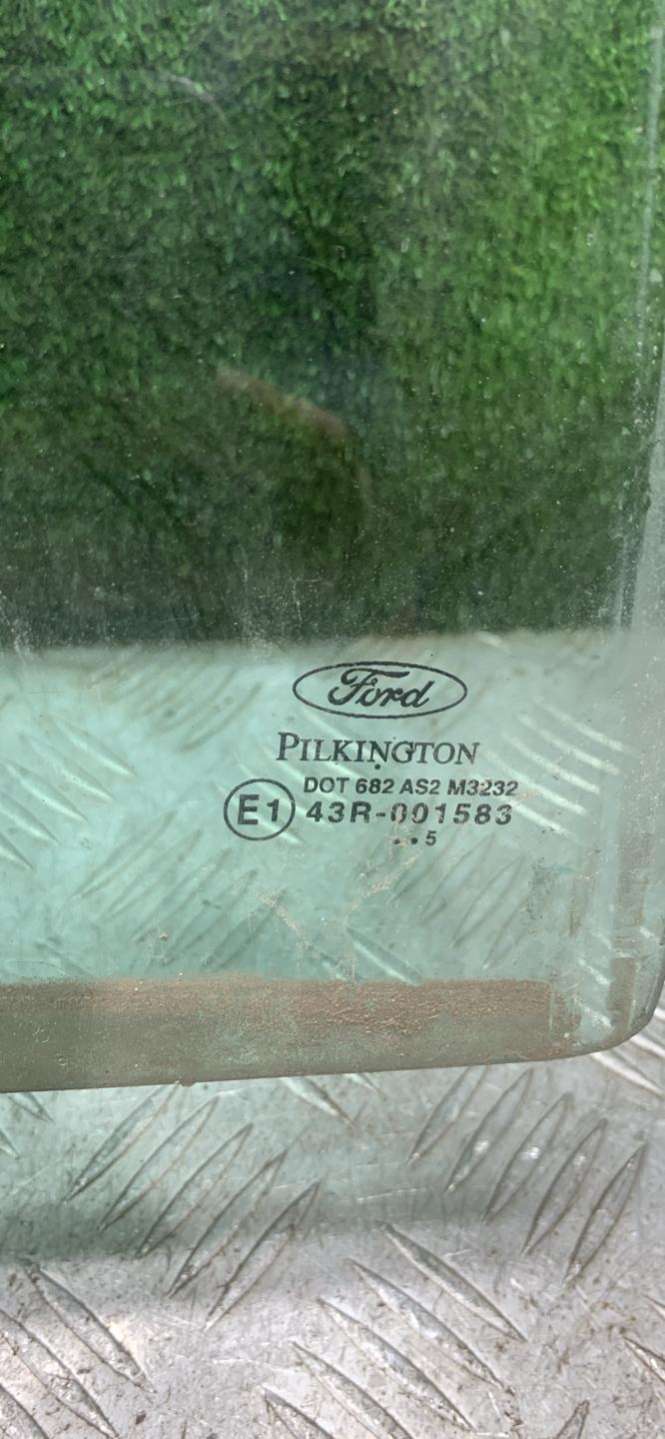 Ford
PILKINGTON
DOT 682 AS2 M3232
E1 43R-001583
•• 5